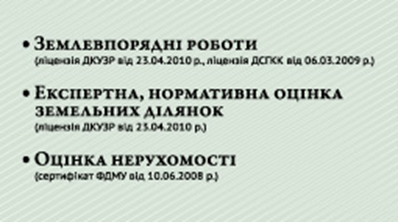 • Землевпорядні роботи
(ліцензія ДКУЗР від 23.04.2010 р., ліцензія ДСГКК від 06.03.2009 р.)
• Експертна, нормативна оцінка
земельних ділянок
(ліцензія ДКУЗР від 23.04.2010 р.)
• Оцінка нерухомості
(сертифікат ФДМУ від 10.06.2008 р.)